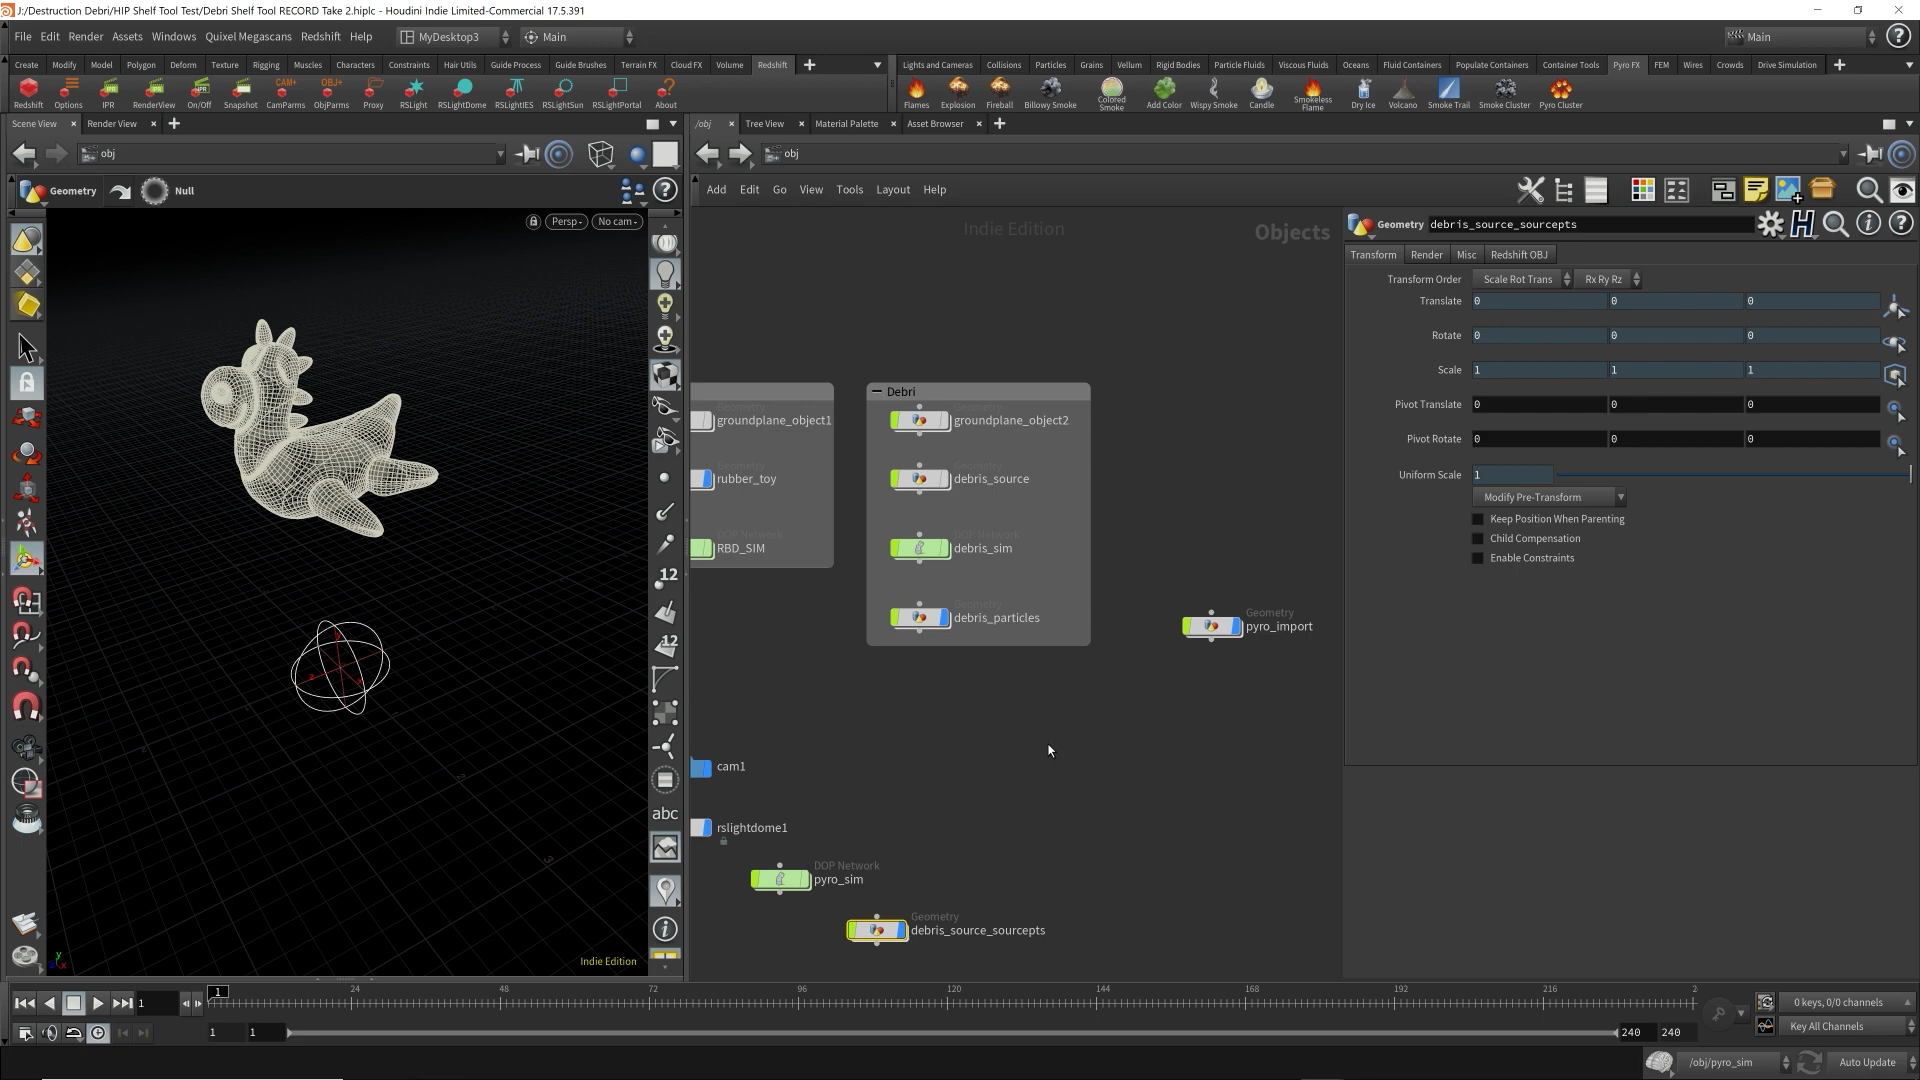 J:/Destruction Debri/HIP Shelf Tool Test/Debri Shelf Tool RECORD Take 2.hiplc - Houdini Indie Limited-Commercial 17.5.391
File Edit Render Assets Windows Quixel Megascans Redshift Help MyDesktop3 Main Main
Create Modify Model Polygon Deform Texture Rigging Muscles Characters Constraints Hair Utils Guide Process Guide Brushes Terrain FX Cloud FX Volume Redshift
Lights and Cameras Collisions Particles Grains Vellum Rigid Bodies Particle Fluids Viscous Fluids Oceans Fluid Containers Populate Containers Container Tools Pyro FX FEM Wires Crowds Drive Simulation
Redshift Options IPR RenderView On/Off Snapshot CamParms ObjParms Proxy RSLight RSLightDome RSLightIES RSLightSun RSLightPortal About
Flames Explosion Fireball Billowy Smoke Colored Smoke Add Color Wispy Smoke Candle Smokeless Flame Dry Ice Volcano Smoke Trail Smoke Cluster Pyro Cluster
Scene View Render View
/obj Tree View Material Palette Asset Browser
obj
obj
Geometry Null
Add Edit Go View Tools Layout Help
Persp No cam
Indie Edition
Objects
Geometry debris_source_sourcepts
Transform Render Misc Redshift OBJ
Transform Order Scale Rot Trans Rx Ry Rz
Translate 0 0 0
Rotate 0 0 0
Scale 1 1 1
Pivot Translate 0 0 0
Pivot Rotate 0 0 0
Uniform Scale 1
Modify Pre-Transform
Keep Position When Parenting
Child Compensation
Enable Constraints
Debri
Geometry
groundplane_object1
Geometry
groundplane_object2
Geometry
rubber_toy
Geometry
debris_source
DOP Network
RBD_SIM
DOP Network
debris_sim
Geometry
debris_particles
Geometry
pyro_import
cam1
rslightdome1
DOP Network
pyro_sim
Geometry
debris_source_sourcepts
12
12
abc
Indie Edition
1 1 24 48 72 96 120 144 168 192 216 2
0 keys, 0/0 channels
1 1 240 240
Key All Channels
/obj/pyro_sim Auto Update